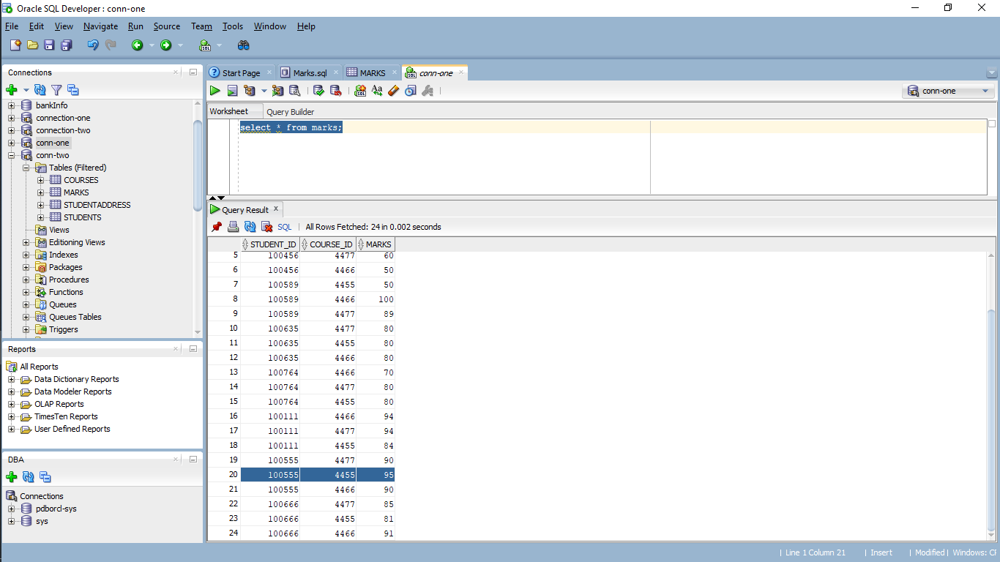 Oracle SQL Developer : conn-one
File Edit View Navigate Run Source Team Tools Window Help
Connections
bankInfo
connection-one
connection-two
conn-one
conn-two
Tables (Filtered)
COURSES
MARKS
STUDENTADDRESS
STUDENTS
Views
Editioning Views
Indexes
Packages
Procedures
Functions
Queues
Queues Tables
Triggers
Reports
All Reports
Data Dictionary Reports
Data Modeler Reports
OLAP Reports
TimesTen Reports
User Defined Reports
DBA
Connections
pdborcl-sys
sys
Start Page Marks.sql MARKS conn-one
conn-one
Worksheet Query Builder
select * from marks;
Query Result
SQL | All Rows Fetched: 24 in 0.002 seconds
STUDENT_ID COURSE_ID MARKS
5 100456 4477 60
6 100456 4466 50
7 100589 4455 50
8 100589 4466 100
9 100589 4477 89
10 100635 4477 80
11 100635 4455 80
12 100635 4466 80
13 100764 4466 70
14 100764 4477 80
15 100764 4455 80
16 100111 4466 94
17 100111 4477 94
18 100111 4455 84
19 100555 4477 90
20 100555 4455 95
21 100555 4466 90
22 100666 4477 85
23 100666 4455 81
24 100666 4466 91
| Line 1 Column 21 | Insert | Modified | Windows: CF